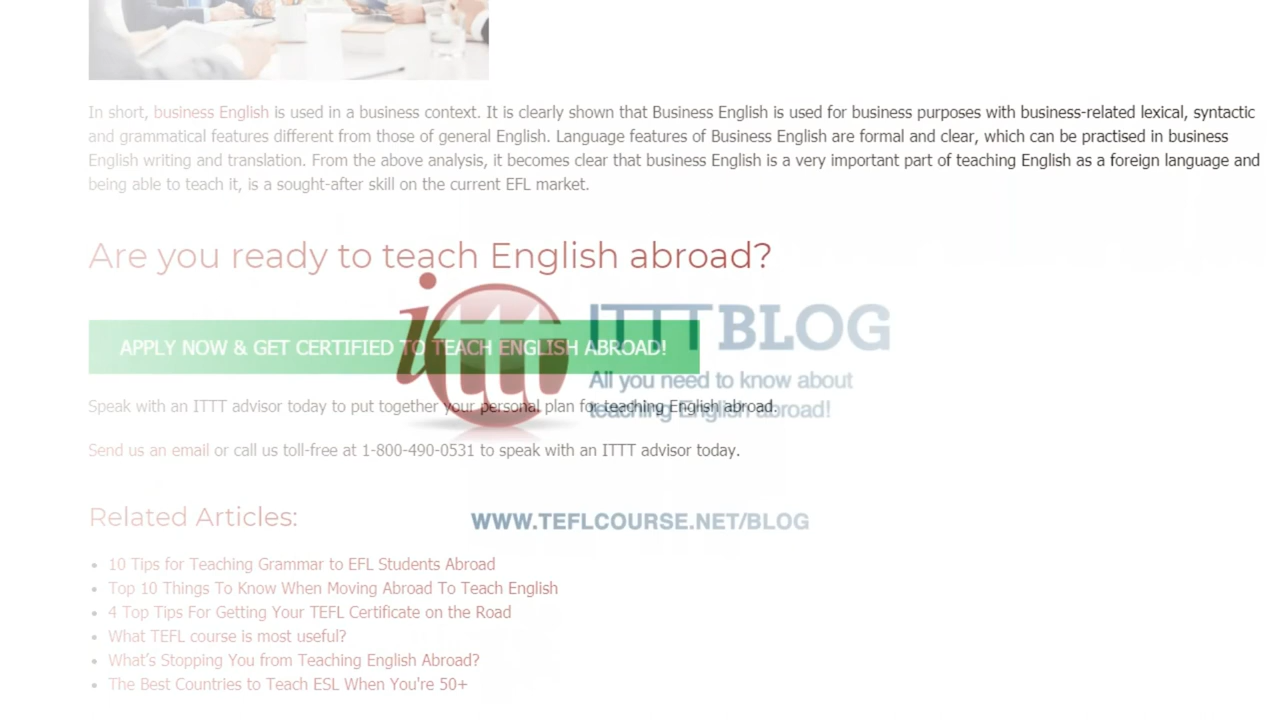 In short, business English is used in a business context. It is clearly shown that Business English is used for business purposes with business-related lexical, syntactic
and grammatical features different from those of general English. Language features of Business English are formal and clear, which can be practised in business
English writing and translation. From the above analysis, it becomes clear that business English is a very important part of teaching English as a foreign language and
being able to teach it, is a sought-after skill on the current EFL market.
Are you ready to teach English abroad?
ittt
ITTT BLOG
APPLY NOW & GET CERTIFIED TO TEACH ENGLISH ABROAD!
All you need to know about
teaching English abroad!
Speak with an ITTT advisor today to put together your personal plan for teaching English abroad.
Send us an email or call us toll-free at 1-800-490-0531 to speak with an ITTT advisor today.
Related Articles:
WWW.TEFLCOURSE.NET/BLOG
• 10 Tips for Teaching Grammar to EFL Students Abroad
• Top 10 Things To Know When Moving Abroad To Teach English
• 4 Top Tips For Getting Your TEFL Certificate on the Road
• What TEFL course is most useful?
• What’s Stopping You from Teaching English Abroad?
• The Best Countries to Teach ESL When You're 50+